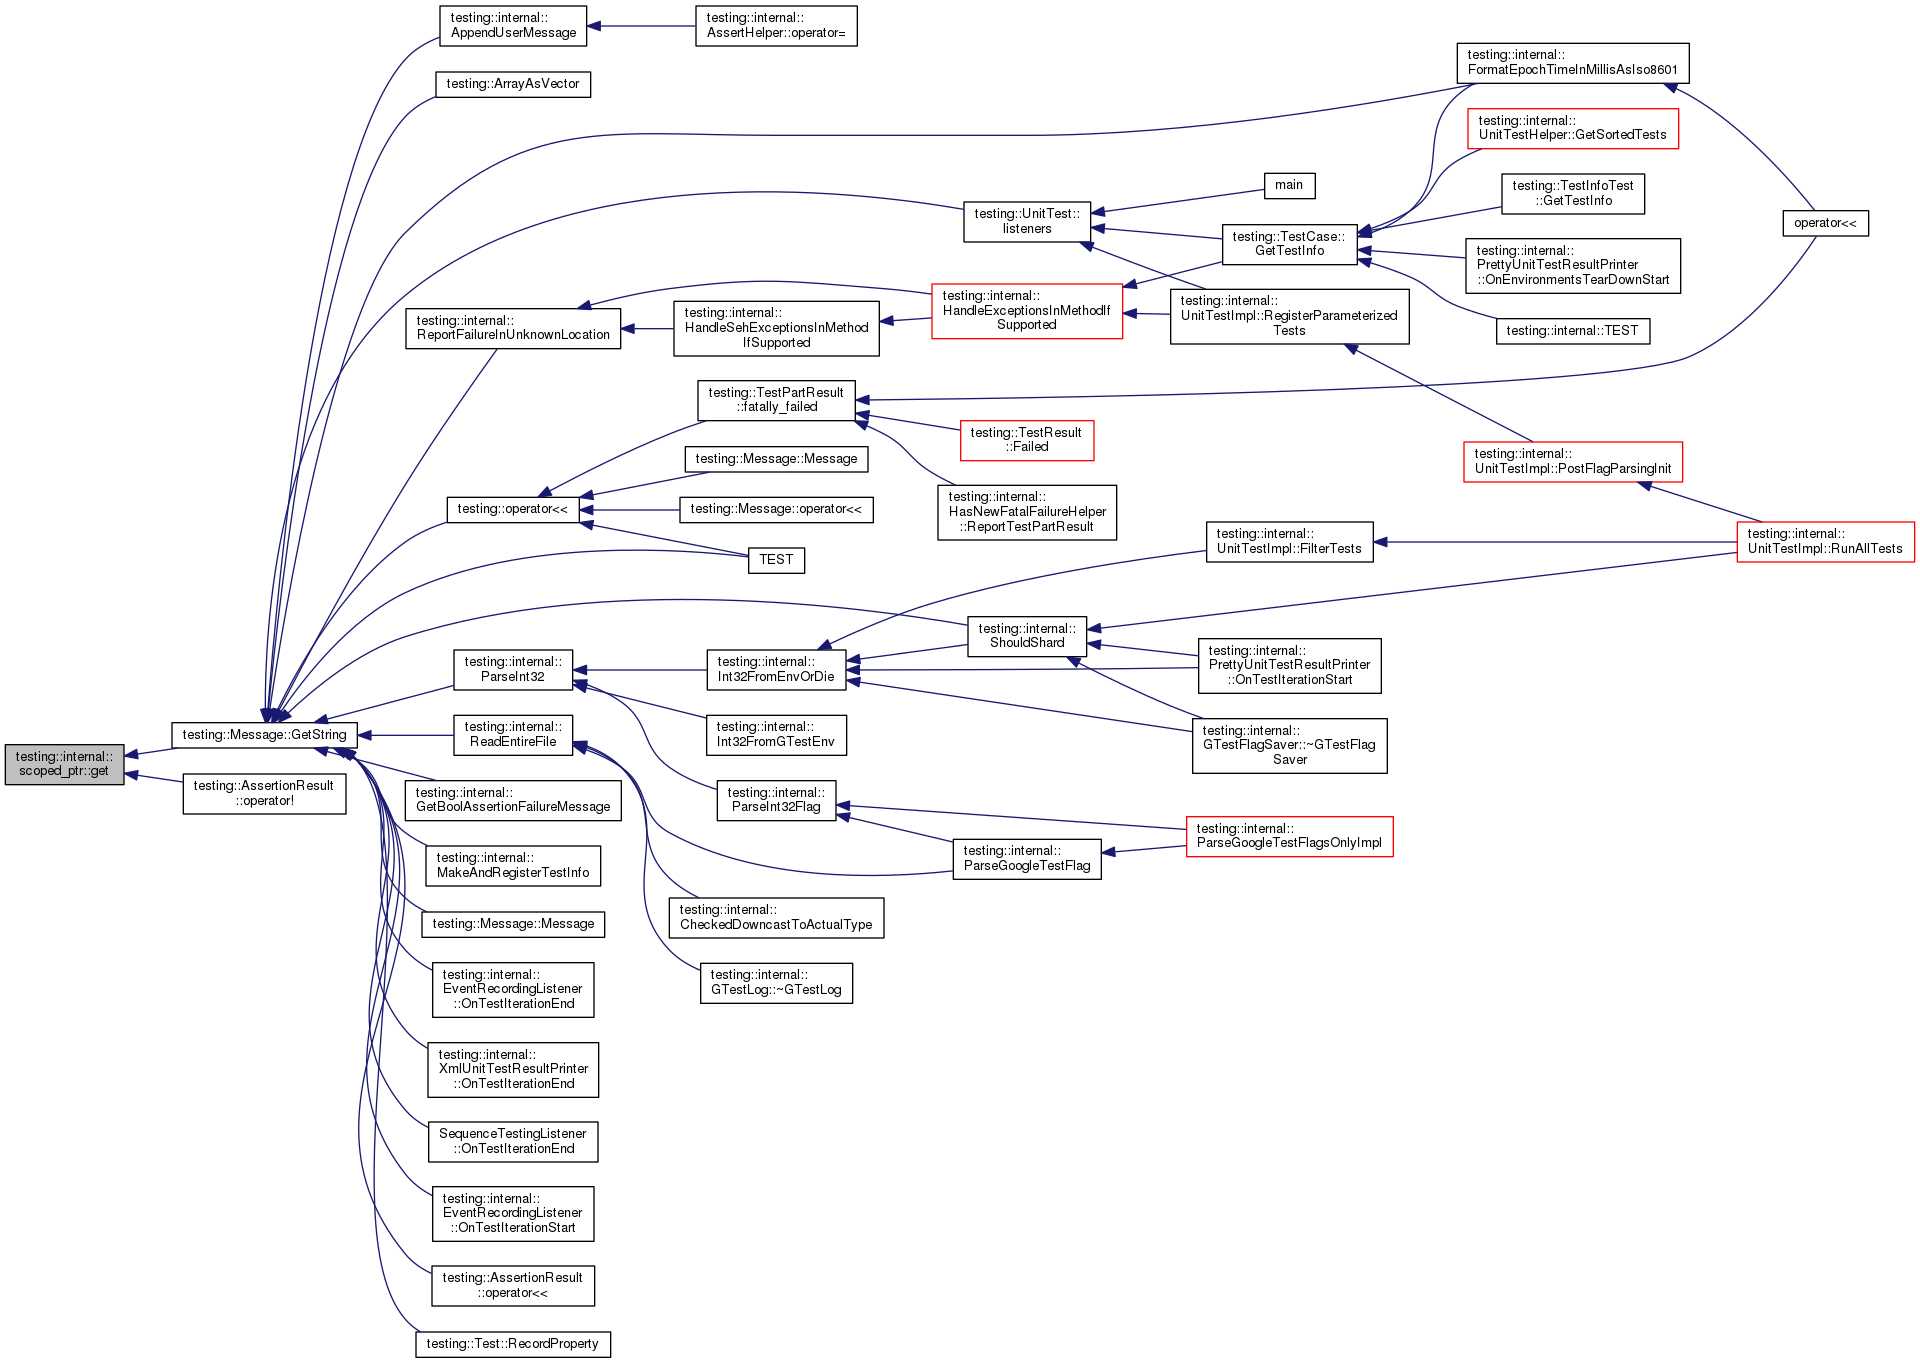 testing::internal::
AppendUserMessage
testing::internal::
AssertHelper::operator=
testing::internal::
FormatEpochTimeInMillisAsIso8601
testing::ArrayAsVector
testing::internal::
UnitTestHelper::GetSortedTests
main
testing::TestInfoTest
::GetTestInfo
testing::UnitTest::
listeners
operator<<
testing::TestCase::
GetTestInfo
testing::internal::
PrettyUnitTestResultPrinter
::OnEnvironmentsTearDownStart
testing::internal::
HandleExceptionsInMethodIf
Supported
testing::internal::
UnitTestImpl::RegisterParameterized
Tests
testing::internal::
ReportFailureInUnknownLocation
testing::internal::
HandleSehExceptionsInMethod
IfSupported
testing::internal::TEST
testing::TestPartResult
::fatally_failed
testing::TestResult
::Failed
testing::internal::
UnitTestImpl::PostFlagParsingInit
testing::Message::Message
testing::operator<<
testing::Message::operator<<
testing::internal::
HasNewFatalFailureHelper
::ReportTestPartResult
TEST
testing::internal::
UnitTestImpl::FilterTests
testing::internal::
UnitTestImpl::RunAllTests
testing::internal::
ShouldShard
testing::internal::
ParseInt32
testing::internal::
Int32FromEnvOrDie
testing::internal::
PrettyUnitTestResultPrinter
::OnTestIterationStart
testing::Message::GetString
testing::internal::
ReadEntireFile
testing::internal::
Int32FromGTestEnv
testing::internal::
GTestFlagSaver::~GTestFlag
Saver
testing::internal::
scoped_ptr::get
testing::AssertionResult
::operator!
testing::internal::
GetBoolAssertionFailureMessage
testing::internal::
ParseInt32Flag
testing::internal::
ParseGoogleTestFlagsOnlyImpl
testing::internal::
ParseGoogleTestFlag
testing::internal::
MakeAndRegisterTestInfo
testing::internal::
CheckedDowncastToActualType
testing::Message::Message
testing::internal::
EventRecordingListener
::OnTestIterationEnd
testing::internal::
GTestLog::~GTestLog
testing::internal::
XmlUnitTestResultPrinter
::OnTestIterationEnd
SequenceTestingListener
::OnTestIterationEnd
testing::internal::
EventRecordingListener
::OnTestIterationStart
testing::AssertionResult
::operator<<
testing::Test::RecordProperty